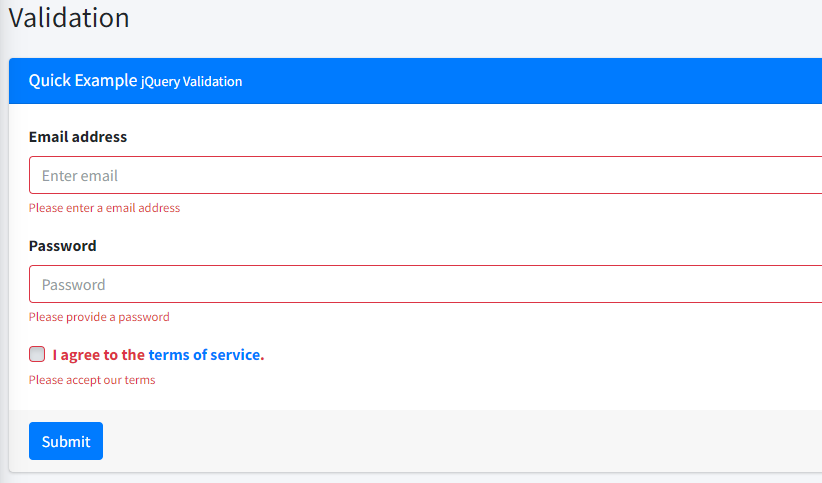 Validation
Quick Example jQuery Validation
Email address
Enter email
Please enter a email address
Password
Password
Please provide a password
I agree to the terms of service.
Please accept our terms
Submit